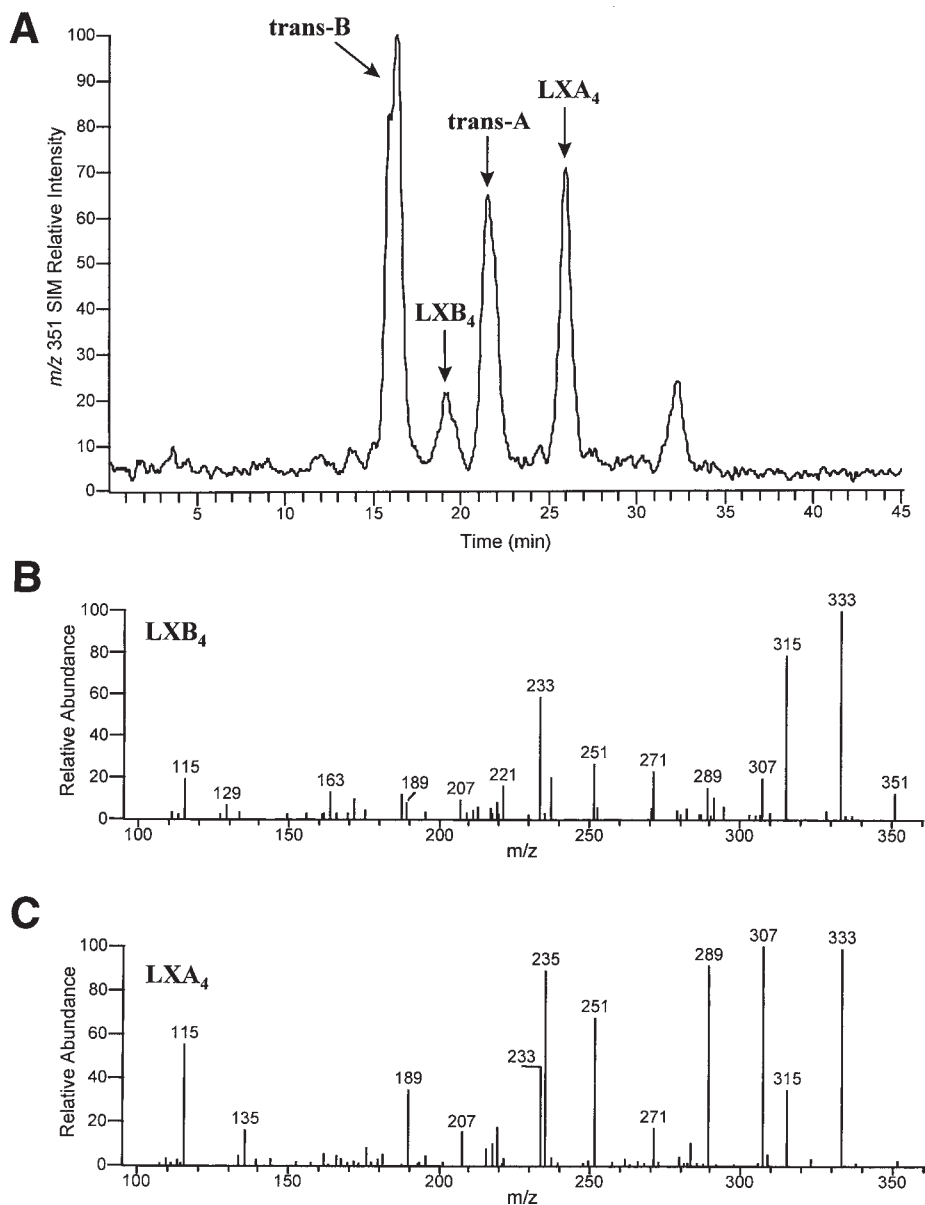 A
trans-B
LXA4
trans-A
LXB4
m/z 351 SIM Relative Intensity
100
90
80
70
60
50
40
30
20
10
0
5 10 15 20 25 30 35 40 45
Time (min)
B
LXB4
Relative Abundance
100
80
60
40
20
0
115 129 163 189 207 221 233 251 271 289 307 315 333 351
100 150 200 250 300 350
m/z
C
LXA4
Relative Abundance
100
80
60
40
20
0
115 135 189 207 233 235 251 271 289 307 315 333
100 150 200 250 300 350
m/z